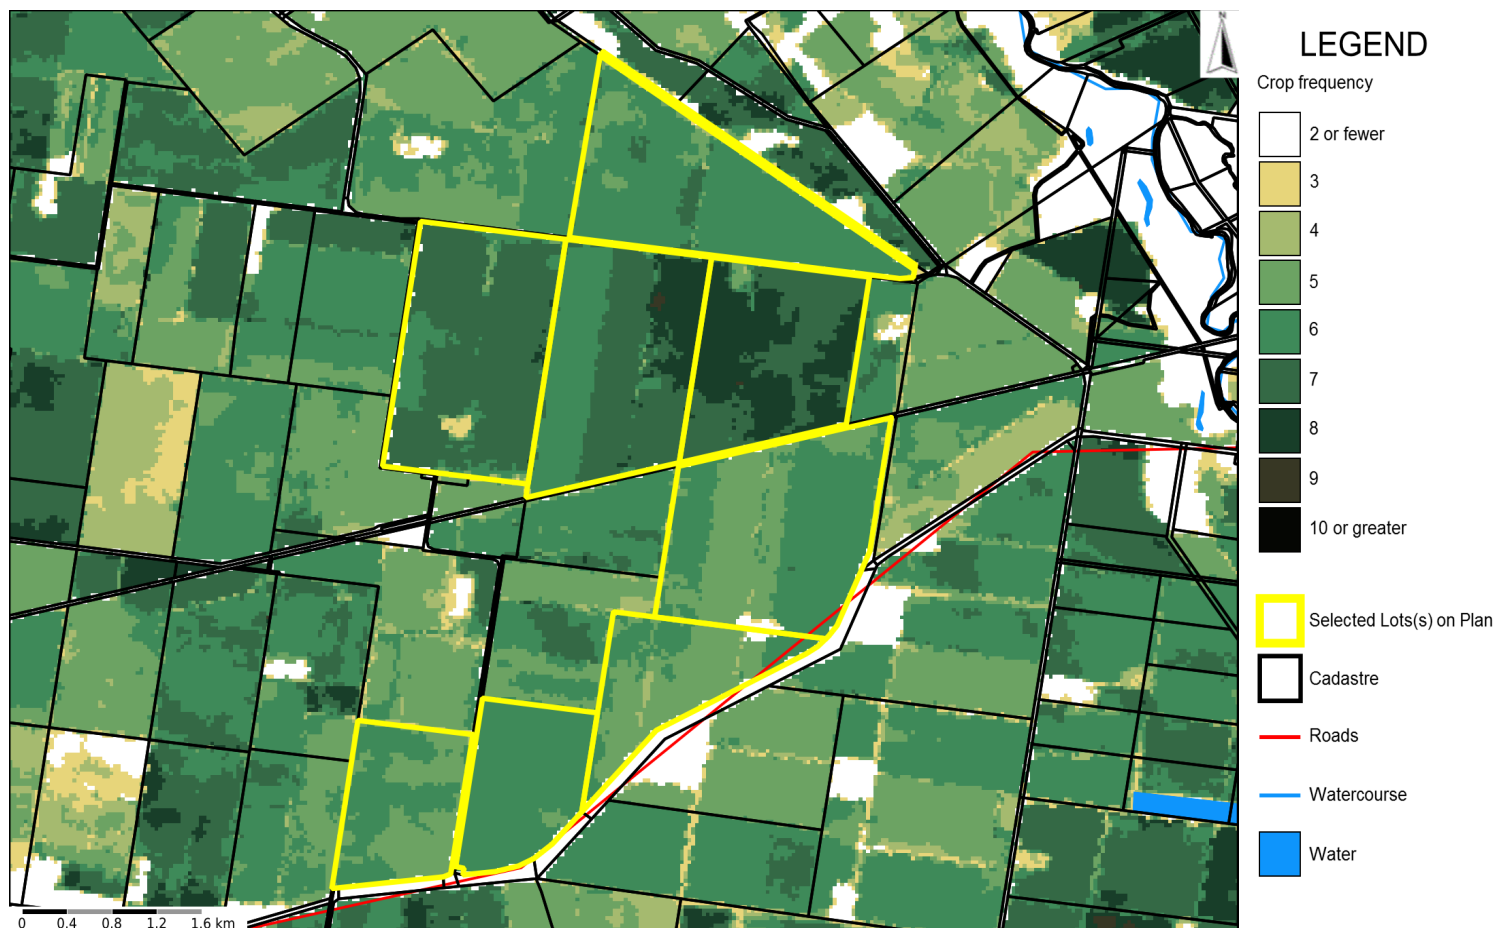 N
LEGEND
Crop frequency
2 or fewer
3
4
5
6
7
8
9
10 or greater
Selected Lots(s) on Plan
Cadastre
Roads
Watercourse
Water
0 0.4 0.8 1.2 1.6 km